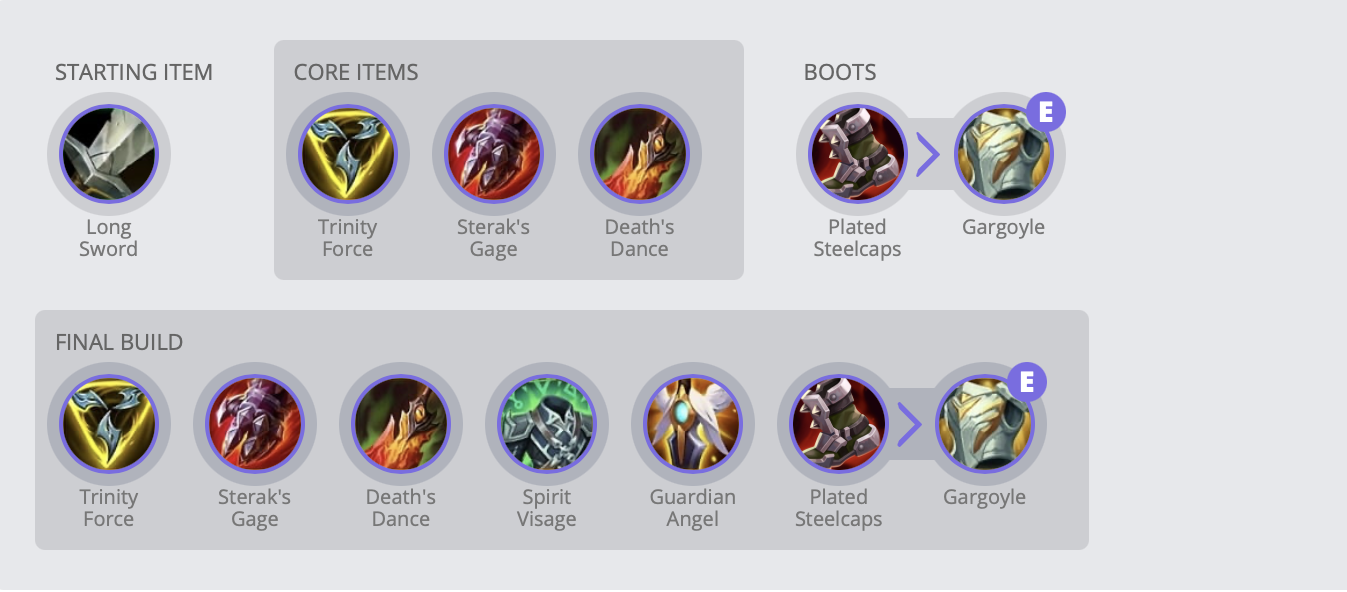 STARTING ITEM
CORE ITEMS
BOOTS
E
Long
Sword
Trinity
Force
Sterak's
Gage
Death's
Dance
Plated
Steelcaps
Gargoyle
FINAL BUILD
E
Trinity
Force
Sterak's
Gage
Death's
Dance
Spirit
Visage
Guardian
Angel
Plated
Steelcaps
Gargoyle